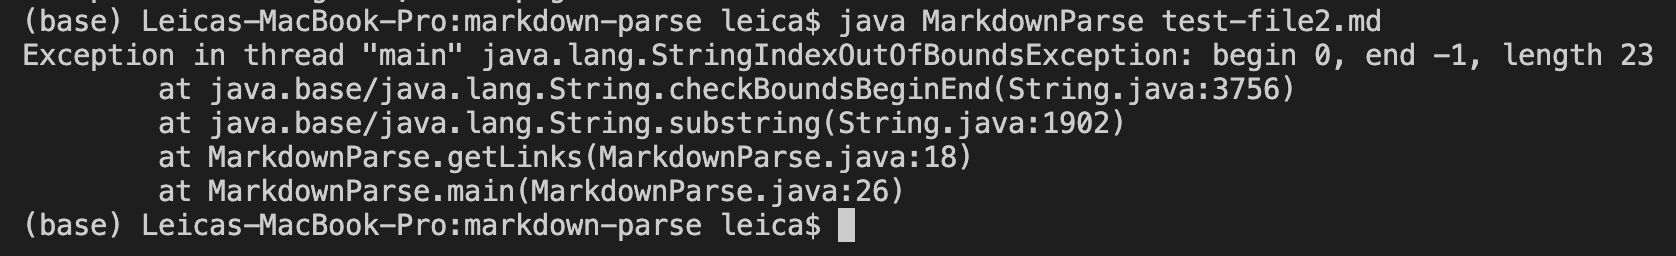 (base) Leicas-MacBook-Pro:markdown-parse leica$ java MarkdownParse test-file2.md
Exception in thread "main" java.lang.StringIndexOutOfBoundsException: begin 0, end -1, length 23
        at java.base/java.lang.String.checkBoundsBeginEnd(String.java:3756)
        at java.base/java.lang.String.substring(String.java:1902)
        at MarkdownParse.getLinks(MarkdownParse.java:18)
        at MarkdownParse.main(MarkdownParse.java:26)
(base) Leicas-MacBook-Pro:markdown-parse leica$